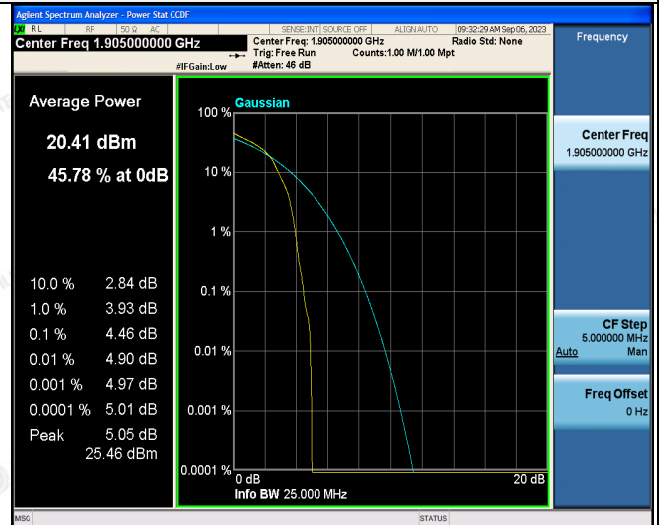 Agilent Spectrum Analyzer - Power Stat CCDF
RL RF 50 Ω AC SENSE:INT SOURCE OFF ALIGNAUTO 09:32:29 AM Sep 06, 2023
Center Freq 1.905000000 GHz
Center Freq: 1.905000000 GHz Radio Std: None
Trig: Free Run Counts:1.00 M/1.00 Mpt
#IFGain:Low #Atten: 46 dB
Frequency
Average Power
20.41 dBm
45.78 % at 0dB
10.0 % 2.84 dB
1.0 % 3.93 dB
0.1 % 4.46 dB
0.01 % 4.90 dB
0.001 % 4.97 dB
0.0001 % 5.01 dB
Peak 5.05 dB
25.46 dBm
Gaussian
100 %
10 %
1 %
0.1 %
0.01 %
0.001 %
0.0001 %
0 dB 20 dB
Info BW 25.000 MHz
Center Freq
1.905000000 GHz
CF Step
5.000000 MHz
Auto Man
Freq Offset
0 Hz
MSG STATUS